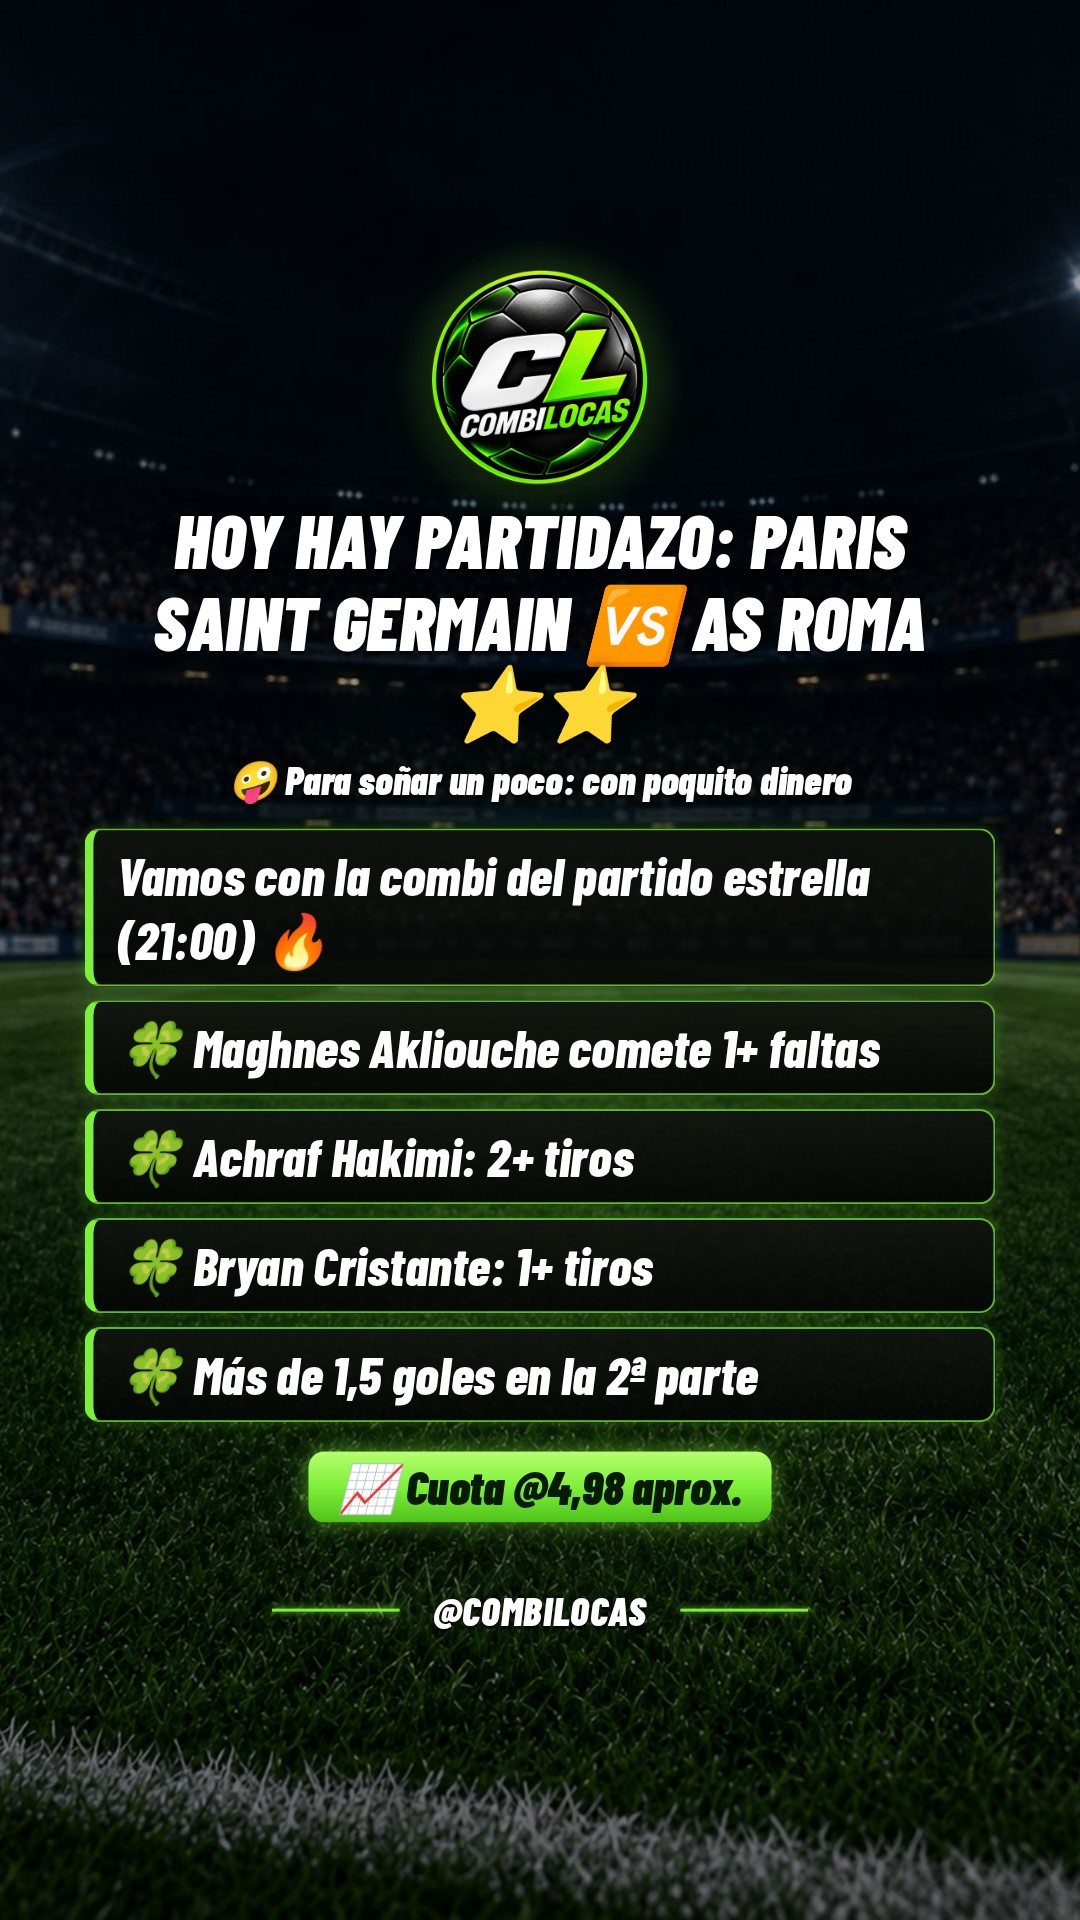 CL
COMBILOCAS
HOY HAY PARTIDAZO: PARIS
SAINT GERMAIN 🆚 AS ROMA
⭐⭐
🤪 Para soñar un poco: con poquito dinero
Vamos con la combi del partido estrella
(21:00) 🔥
🍀 Maghnes Akliouche comete 1+ faltas
🍀 Achraf Hakimi: 2+ tiros
🍀 Bryan Cristante: 1+ tiros
🍀 Más de 1,5 goles en la 2ª parte
📈 Cuota @4,98 aprox.
@COMBILOCAS